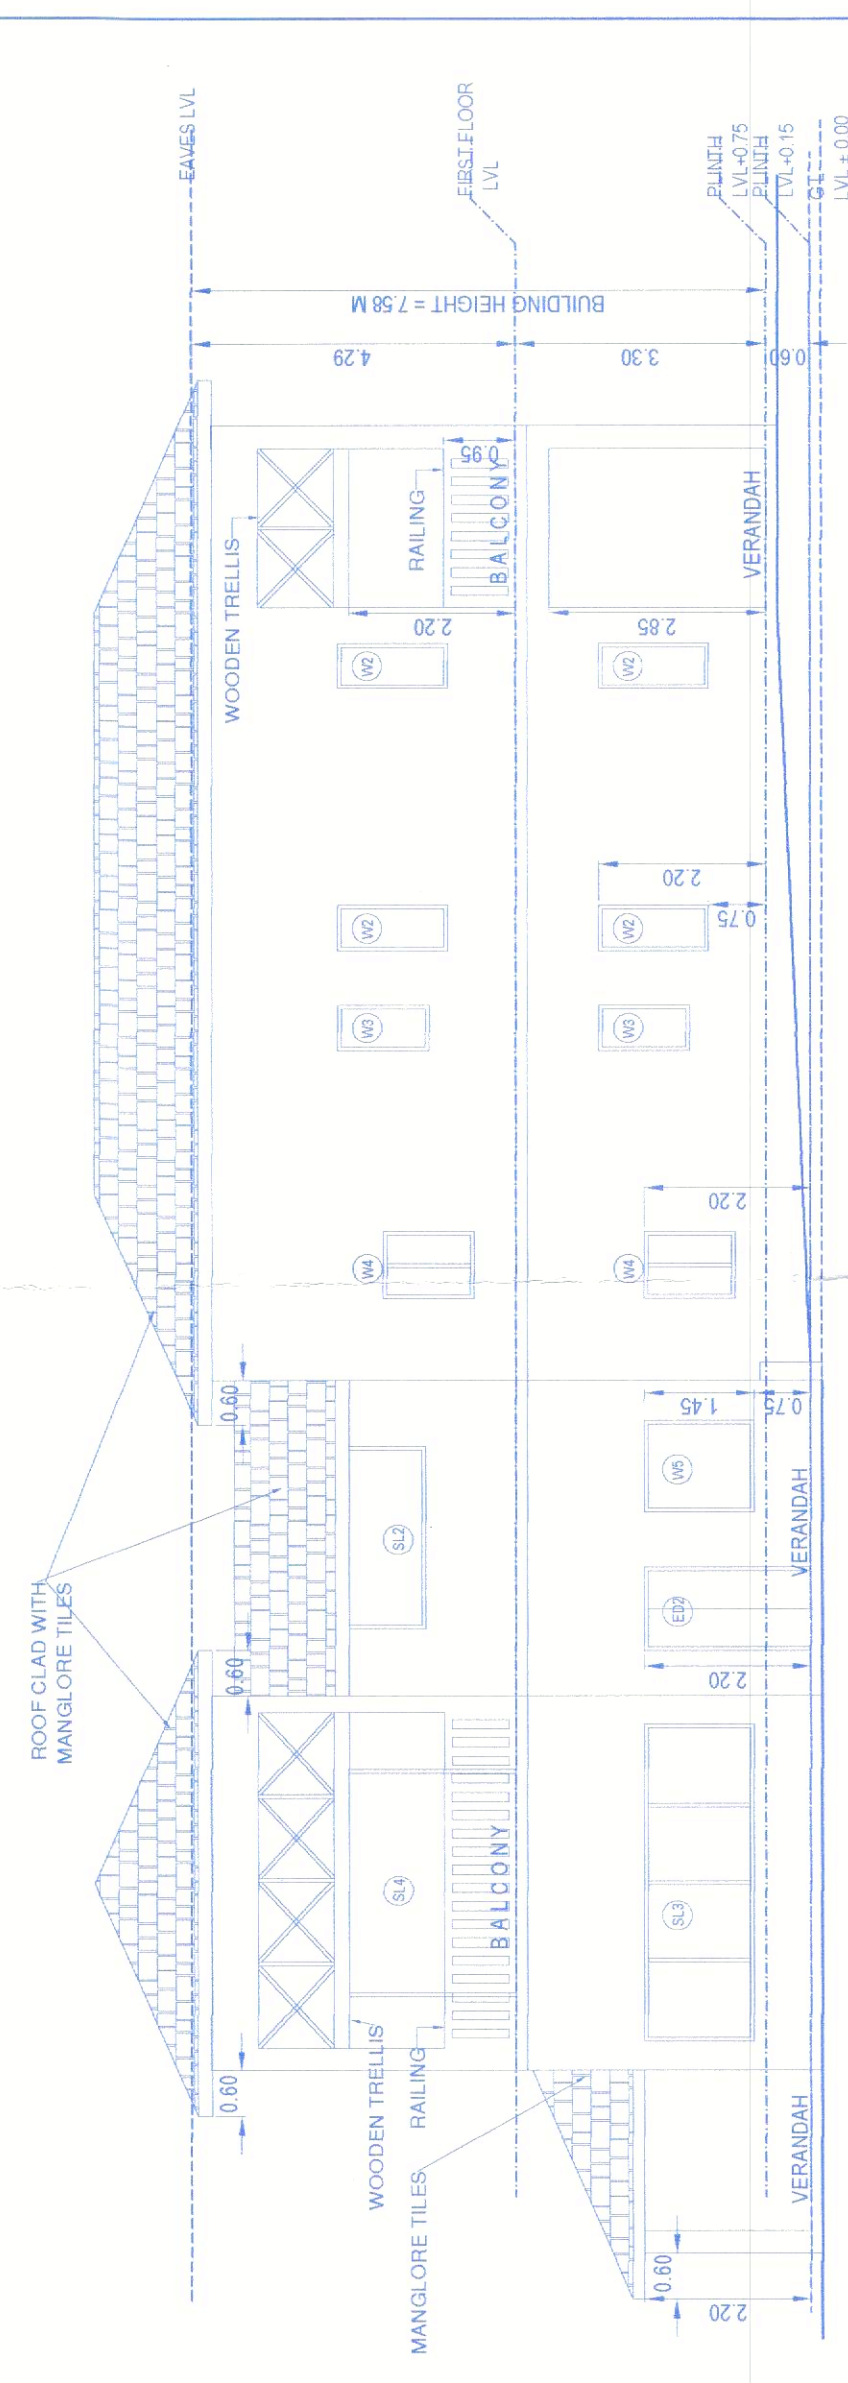 ROOF CLAD WITH
MANGLORE TILES
EAVES LVL
FIRST FLOOR
LVL
PLINTH
LVL+0.75
PLINTH
LVL+0.15
LVL ± 0.00
BUILDING HEIGHT = 7.58 M
4.29
3.30
0.60
0.60
0.60
0.60
WOODEN TRELLIS
RAILING
BALCONY
0.95
2.20
W2
W2
W3
W4
SL2
SL4
BALCONY
WOODEN TRELLIS
RAILING
MANGLORE TILES
VERANDAH
2.85
W2
W2
2.20
0.75
W3
W4
2.20
W5
1.45
0.75
ED2
2.20
VERANDAH
SL3
VERANDAH
0.60
2.20